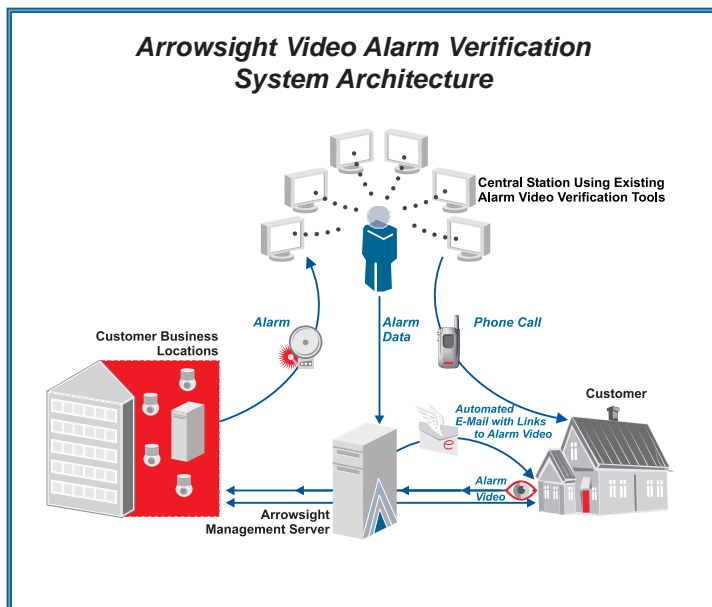 Arrowsight Video Alarm Verification
System Architecture
Central Station Using Existing
Alarm Video Verification Tools
Alarm
Alarm
Data
Phone Call
Customer Business
Locations
Customer
Automated
E-Mail with Links
to Alarm Video
e
Alarm
Video
Arrowsight
Management Server